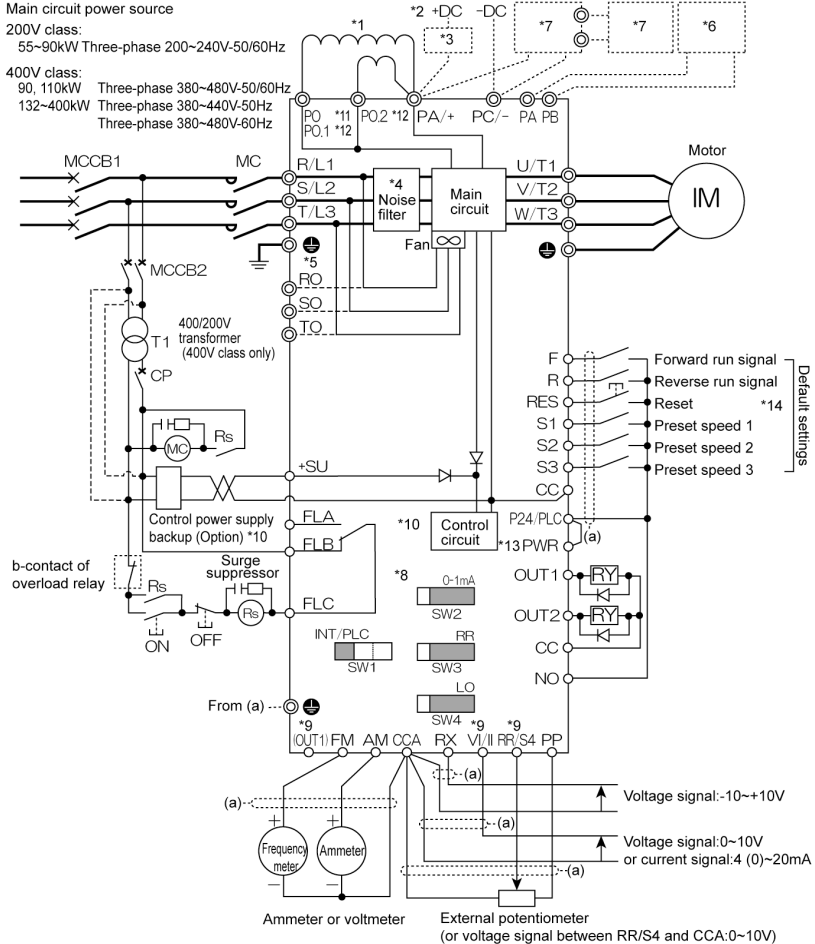 Main circuit power source
200V class:
55~90kW Three-phase 200~240V-50/60Hz
400V class:
90, 110kW Three-phase 380~480V-50/60Hz
132~400kW Three-phase 380~440V-50Hz
Three-phase 380~480V-60Hz
*1
*2 +DC -DC
*3
*7
*7
*6
PO *11 PO.2 *12 PA/+ PC/- PA PB
PO.1 *12
MCCB1
MC
R/L1
S/L2
T/L3
*4
Noise
filter
Main
circuit
U/T1
V/T2
W/T3
Motor
IM
Fan
*5
RO
SO
TO
MCCB2
T1
400/200V
transformer
(400V class only)
CP
F
Forward run signal
R
Reverse run signal
RES
Reset
*14
S1
Preset speed 1
S2
Preset speed 2
S3
Preset speed 3
Default settings
MC
Rs
+SU
CC
Control power supply
backup (Option) *10
FLA
FLB
*10
Control
circuit
P24/PLC
(a)
*13 PWR
b-contact of
overload relay
Surge
suppressor
*8
0-1mA
SW2
OUT1
RY
Rs
Rs
FLC
ON
OFF
INT/PLC
SW1
RR
SW3
OUT2
RY
CC
NO
LO
SW4
From (a)
*9 *9 *9
(OUT1) FM AM CCA RX VI/II RR/S4 PP
(a)
Voltage signal:-10~+10V
(a)
(a)
+ +
Frequency
meter
Ammeter
- -
Voltage signal:0~10V
or current signal:4 (0)~20mA
(a)
Ammeter or voltmeter
External potentiometer
(or voltage signal between RR/S4 and CCA:0~10V)